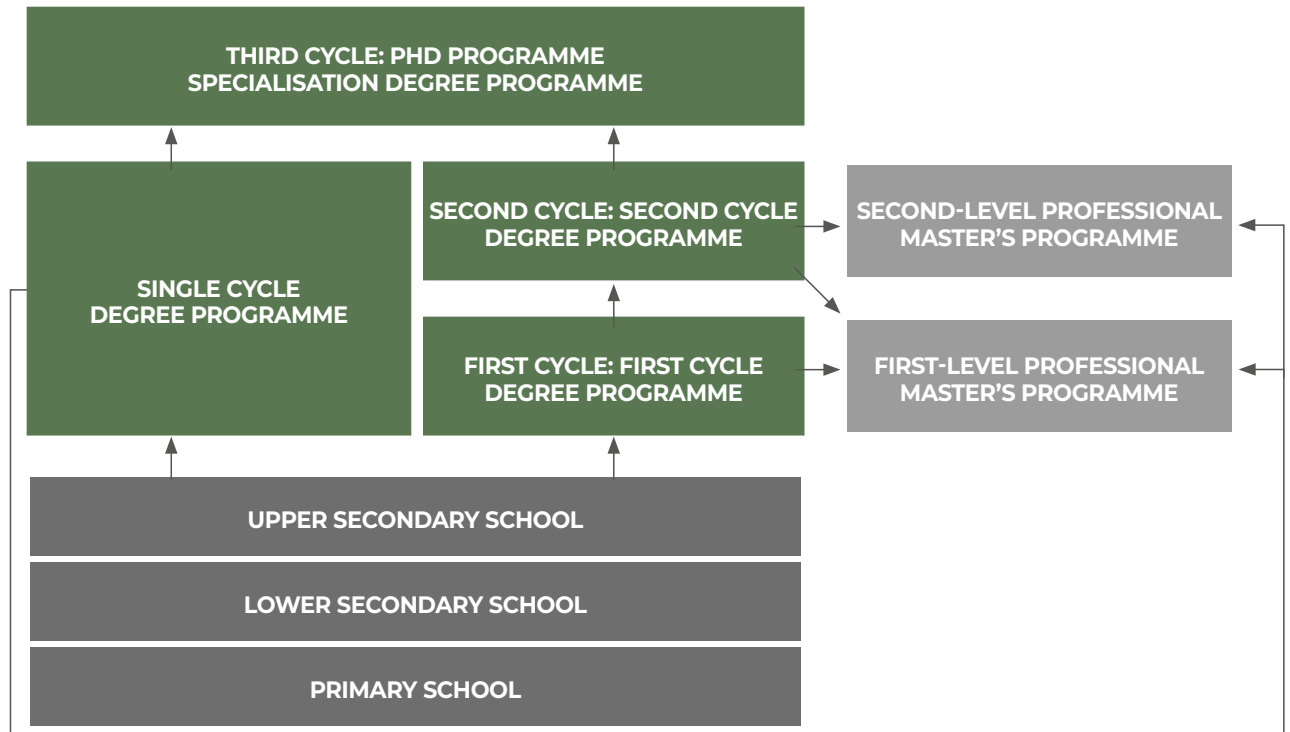 THIRD CYCLE: PHD PROGRAMME
SPECIALISATION DEGREE PROGRAMME
SINGLE CYCLE
DEGREE PROGRAMME
SECOND CYCLE: SECOND CYCLE
DEGREE PROGRAMME
SECOND-LEVEL PROFESSIONAL
MASTER’S PROGRAMME
FIRST CYCLE: FIRST CYCLE
DEGREE PROGRAMME
FIRST-LEVEL PROFESSIONAL
MASTER’S PROGRAMME
UPPER SECONDARY SCHOOL
LOWER SECONDARY SCHOOL
PRIMARY SCHOOL